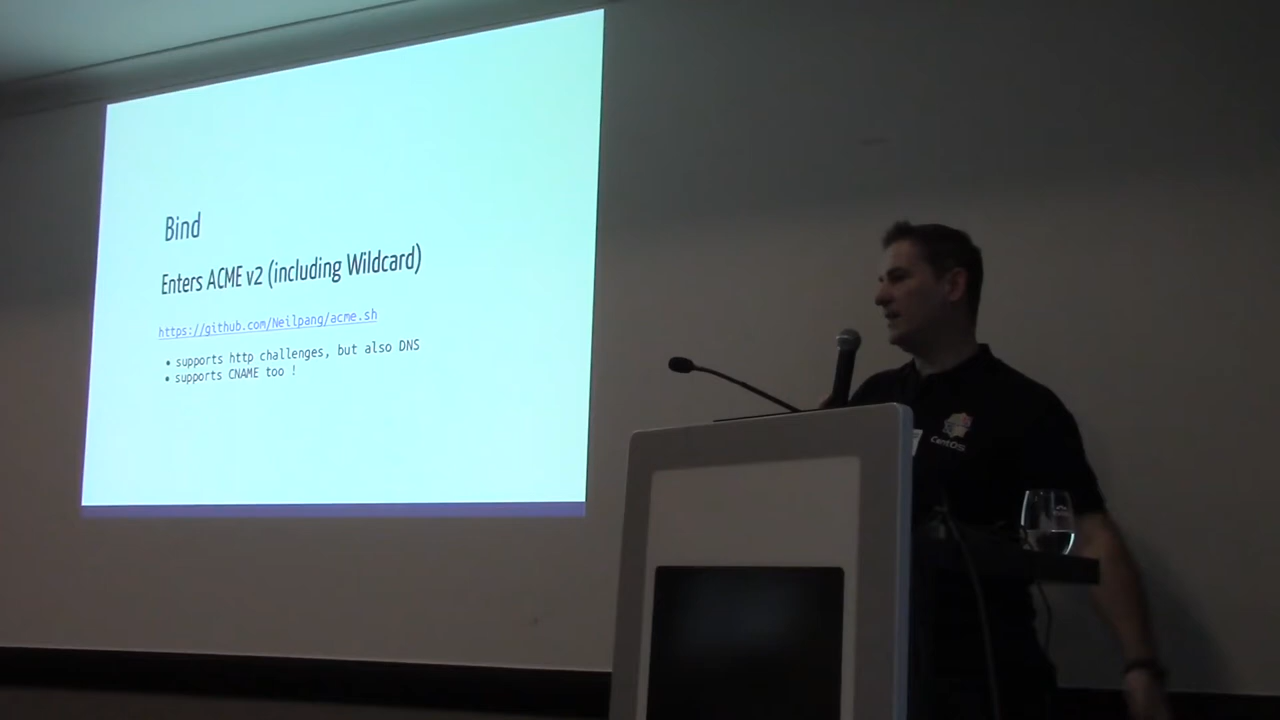 Bind
Enters ACME v2 (including Wildcard)
https://github.com/Neilpang/acme.sh
• supports http challenges, but also DNS
• supports CNAME too !
CentOS